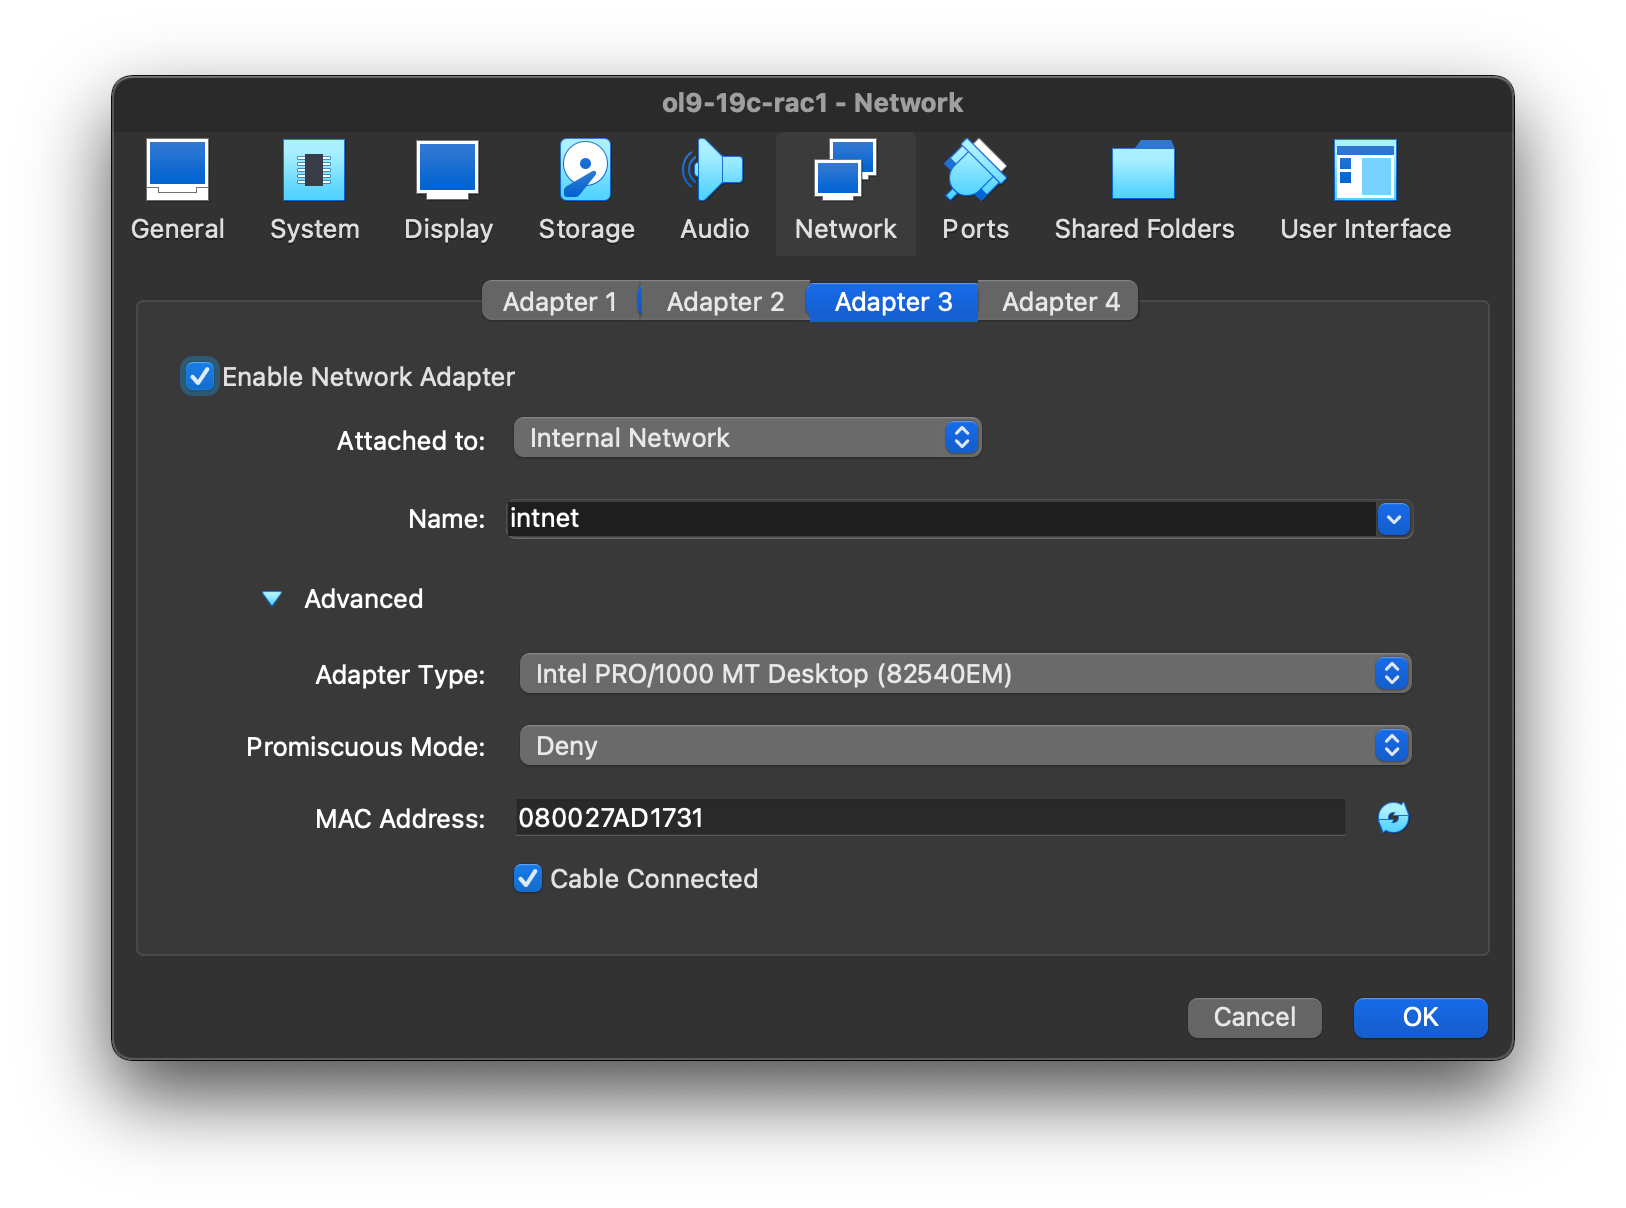 ol9-19c-rac1 - Network
General System Display Storage Audio Network Ports Shared Folders User Interface
Adapter 1 Adapter 2 Adapter 3 Adapter 4
Enable Network Adapter
Attached to: Internal Network
Name: intnet
Advanced
Adapter Type: Intel PRO/1000 MT Desktop (82540EM)
Promiscuous Mode: Deny
MAC Address: 080027AD1731
Cable Connected
Cancel OK